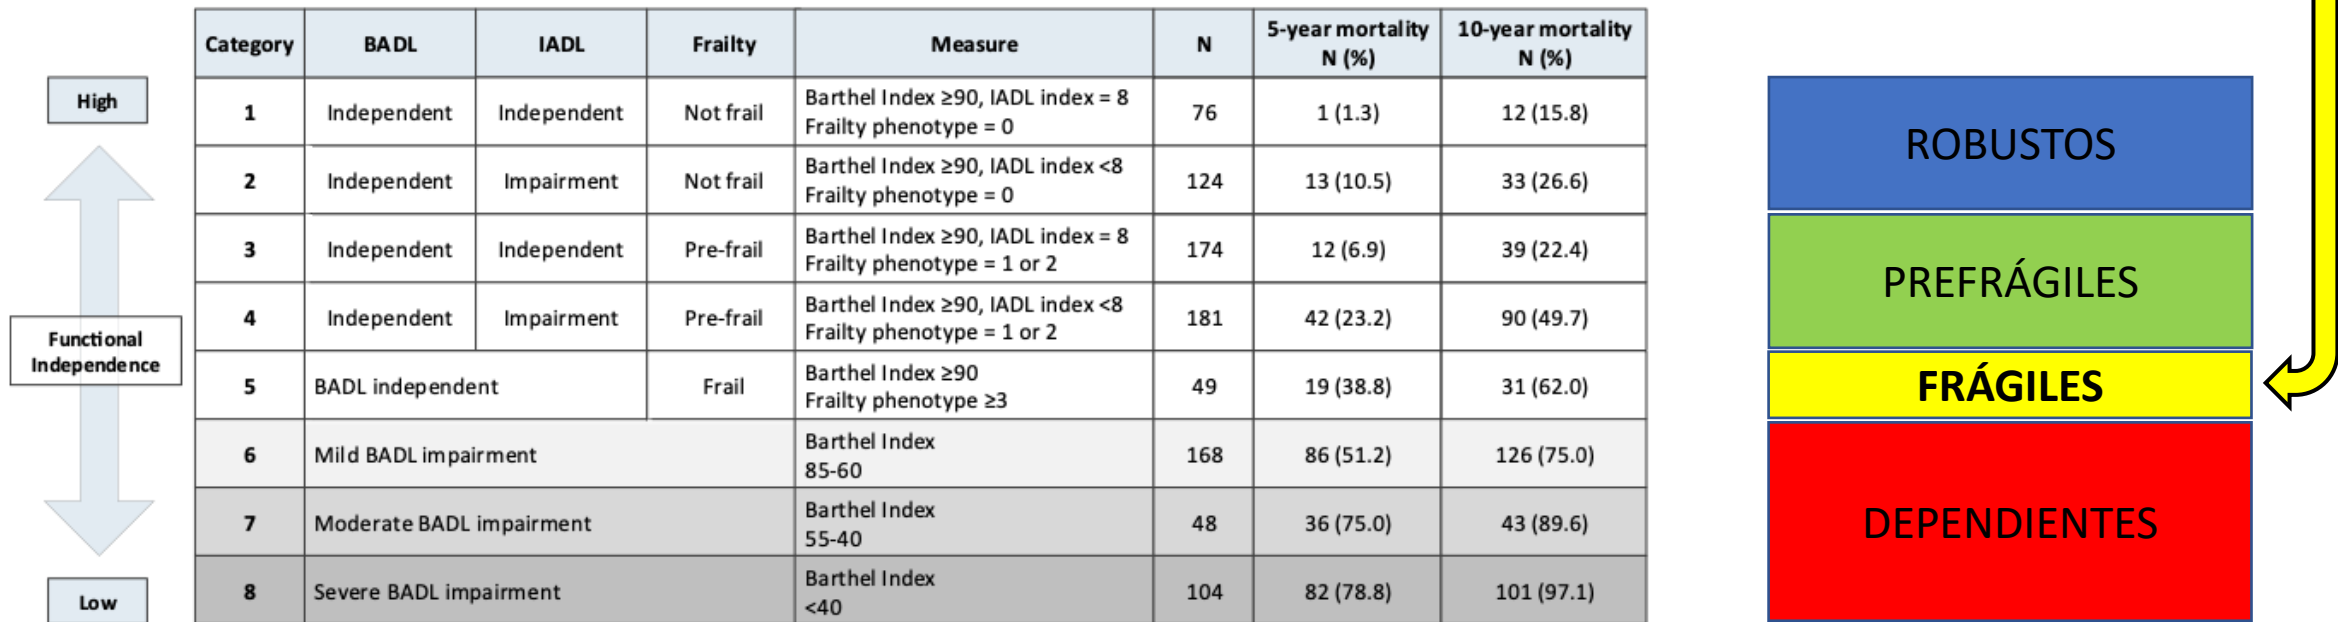 Category BADL IADL Frailty Measure N 5-year mortality N (%) 10-year mortality N (%)
High
1 Independent Independent Not frail Barthel Index ≥90, IADL index = 8 76 1 (1.3) 12 (15.8)
Frailty phenotype = 0
2 Independent Impairment Not frail Barthel Index ≥90, IADL index <8 124 13 (10.5) 33 (26.6)
Frailty phenotype = 0
3 Independent Independent Pre-frail Barthel Index ≥90, IADL index = 8 174 12 (6.9) 39 (22.4)
Frailty phenotype = 1 or 2
4 Independent Impairment Pre-frail Barthel Index ≥90, IADL index <8 181 42 (23.2) 90 (49.7)
Frailty phenotype = 1 or 2
Functional
Independence
5 BADL independent Frail Barthel Index ≥90 49 19 (38.8) 31 (62.0)
Frailty phenotype ≥3
6 Mild BADL impairment Barthel Index 168 86 (51.2) 126 (75.0)
85-60
7 Moderate BADL impairment Barthel Index 48 36 (75.0) 43 (89.6)
55-40
8 Severe BADL impairment Barthel Index 104 82 (78.8) 101 (97.1)
<40
Low
ROBUSTOS
PREFRÁGILES
FRÁGILES
DEPENDIENTES